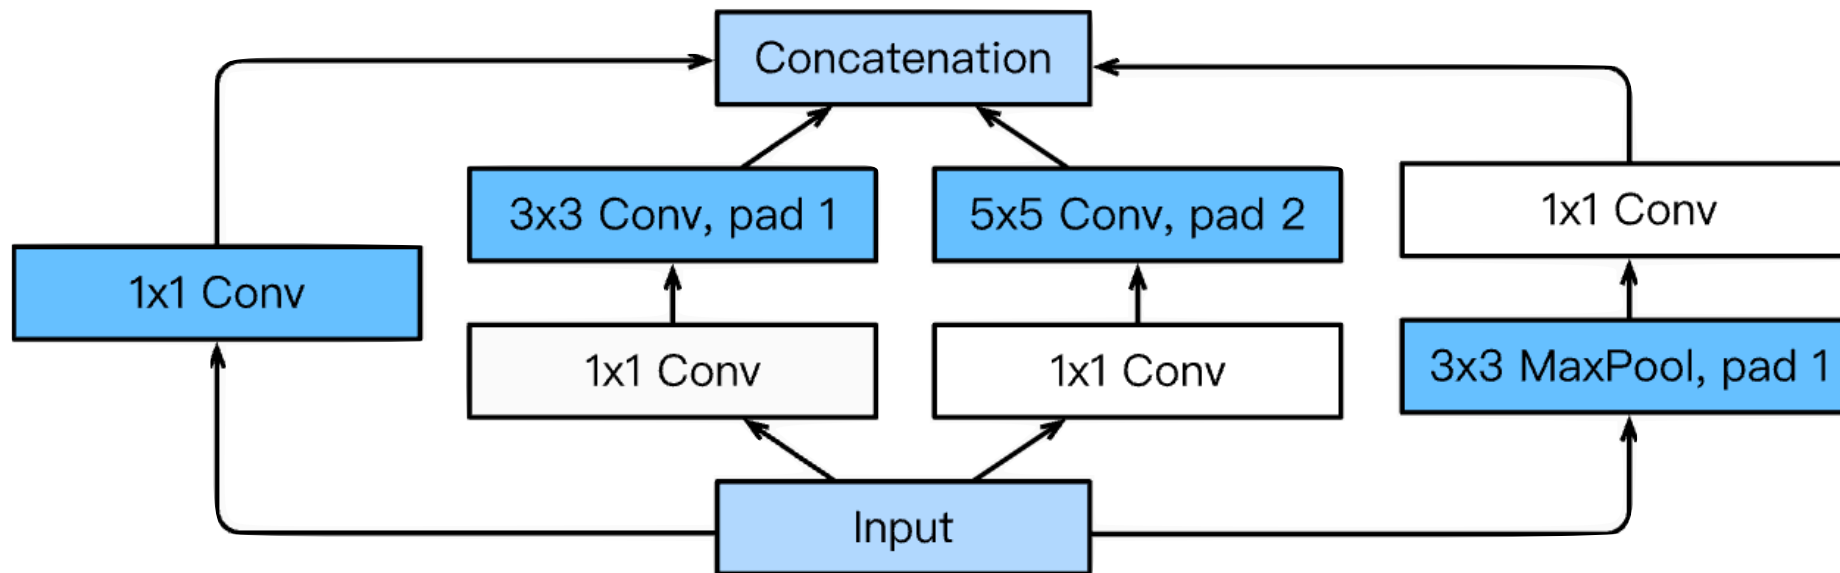 Concatenation
3x3 Conv, pad 1
5x5 Conv, pad 2
1x1 Conv
1x1 Conv
1x1 Conv
1x1 Conv
3x3 MaxPool, pad 1
Input